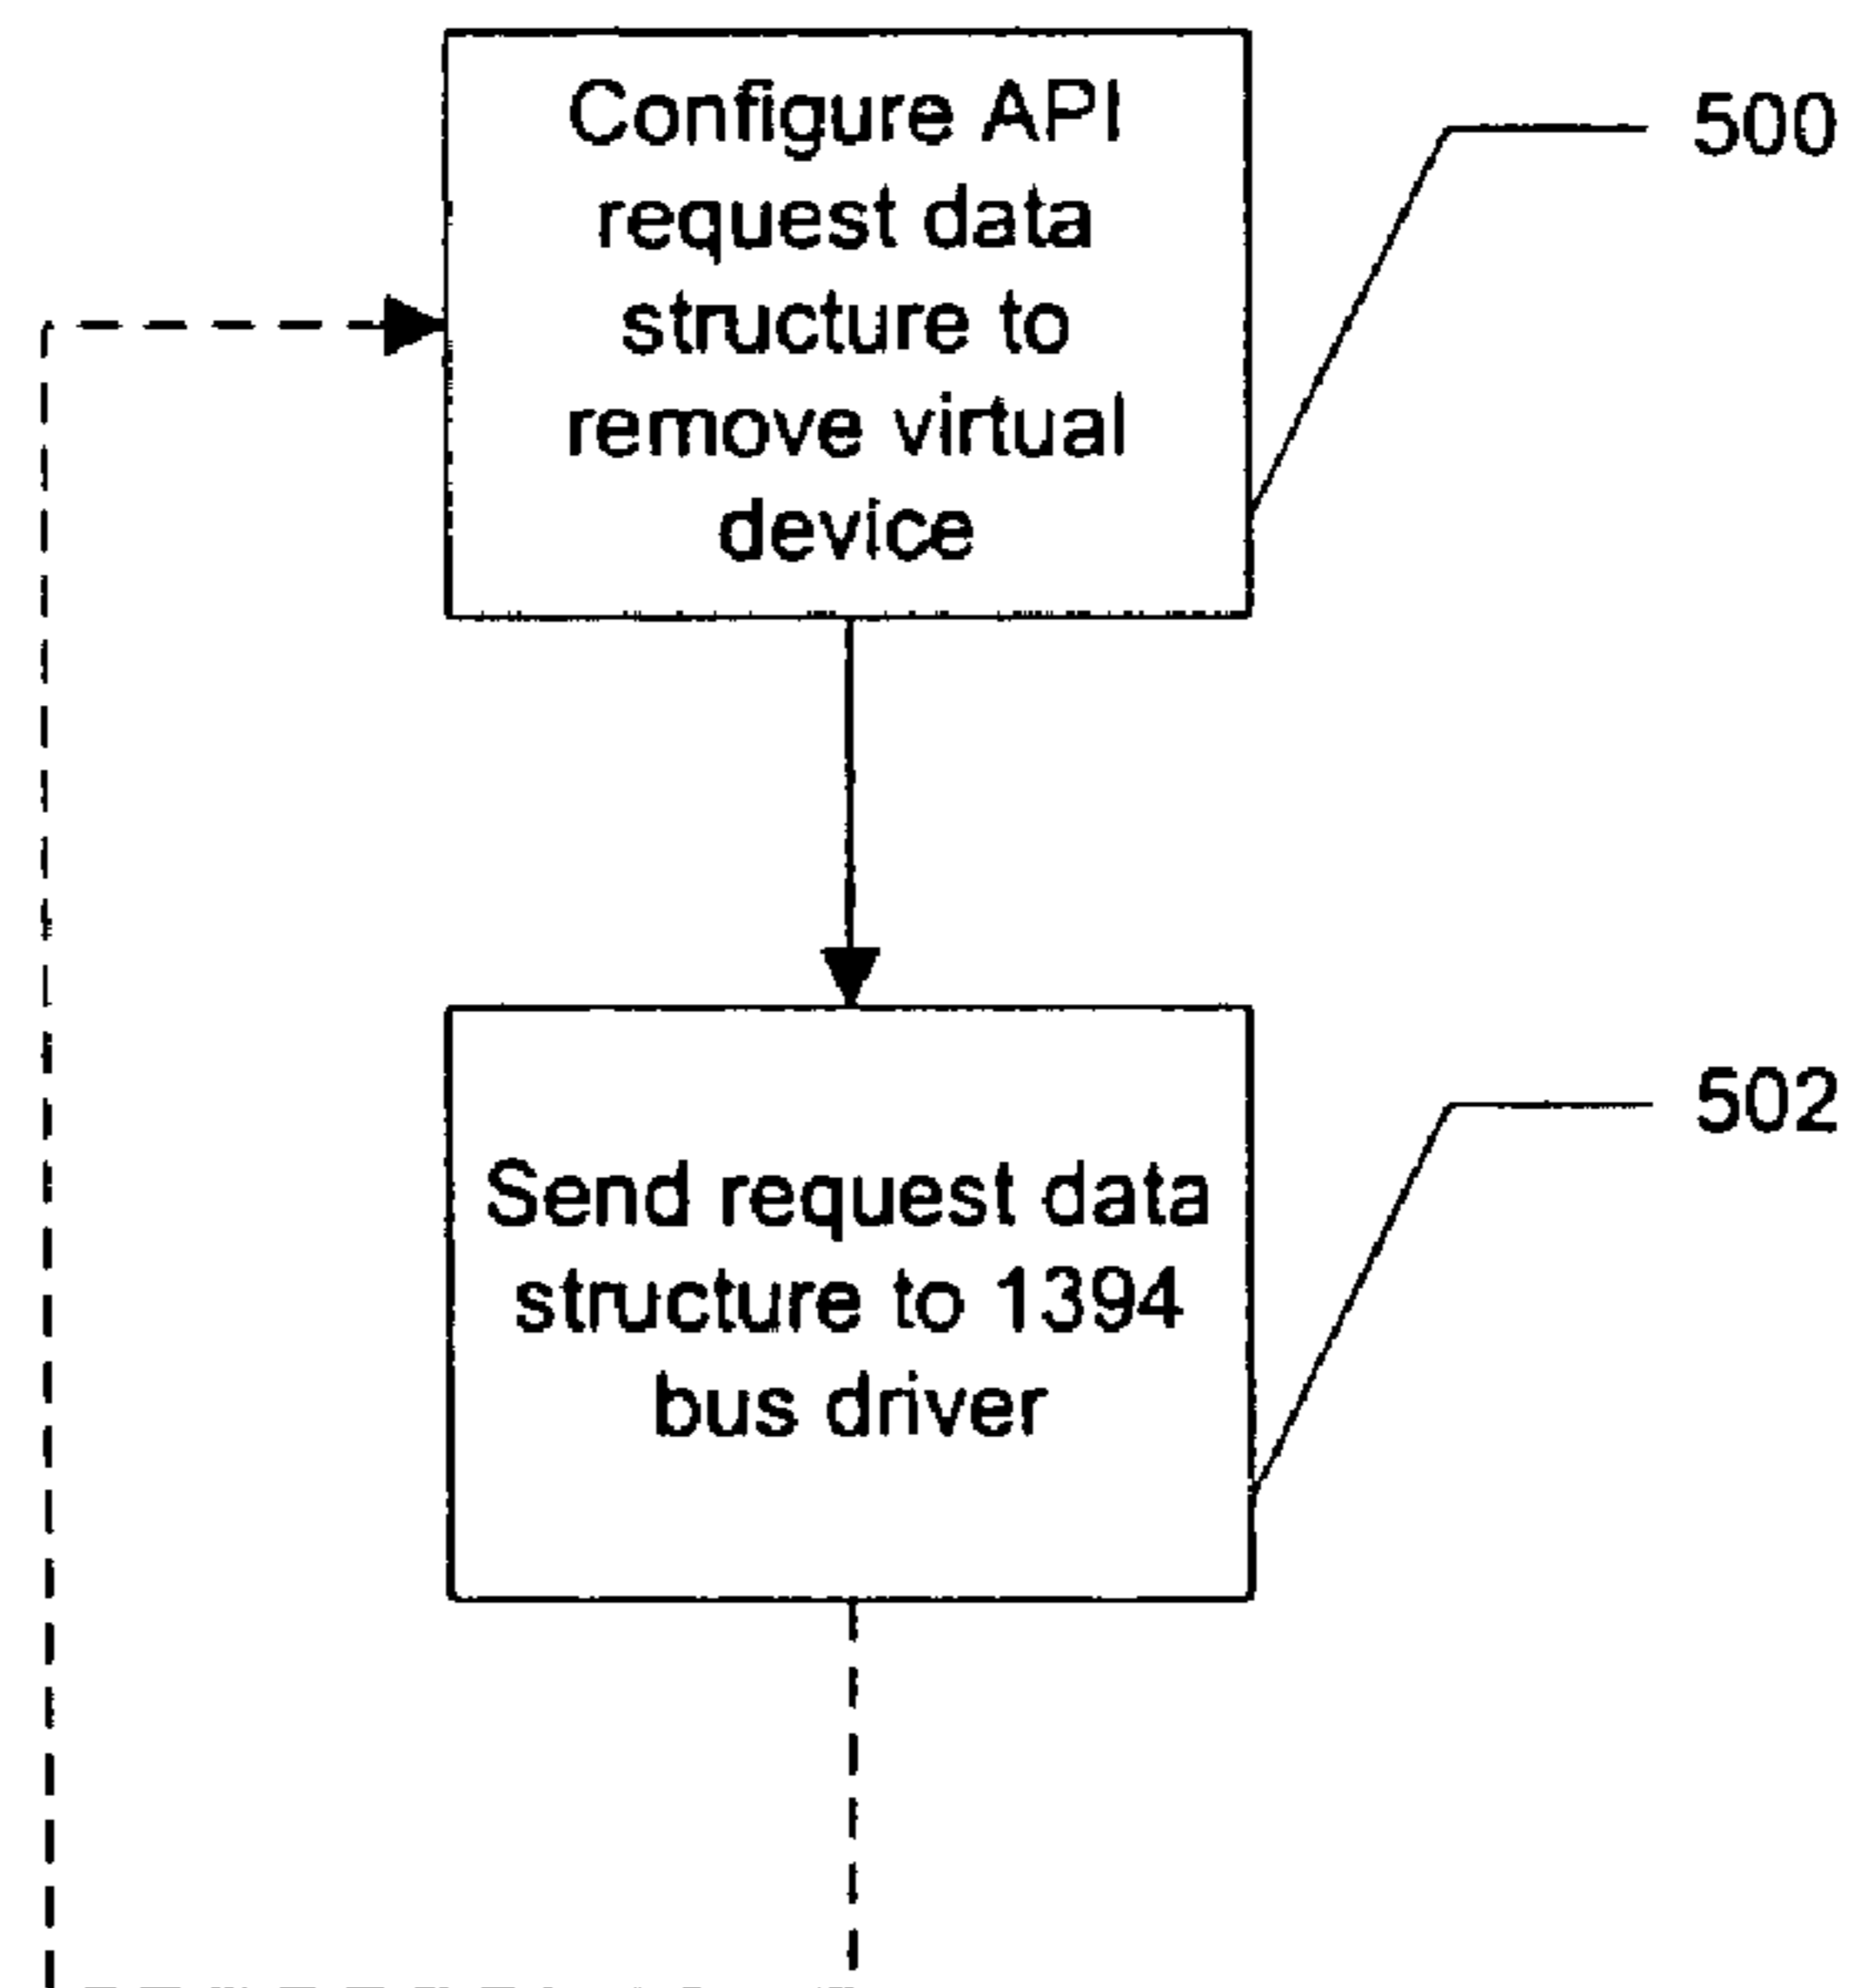 Configure API
request data
structure to
remove virtual
device
500
Send request data
structure to 1394
bus driver
502